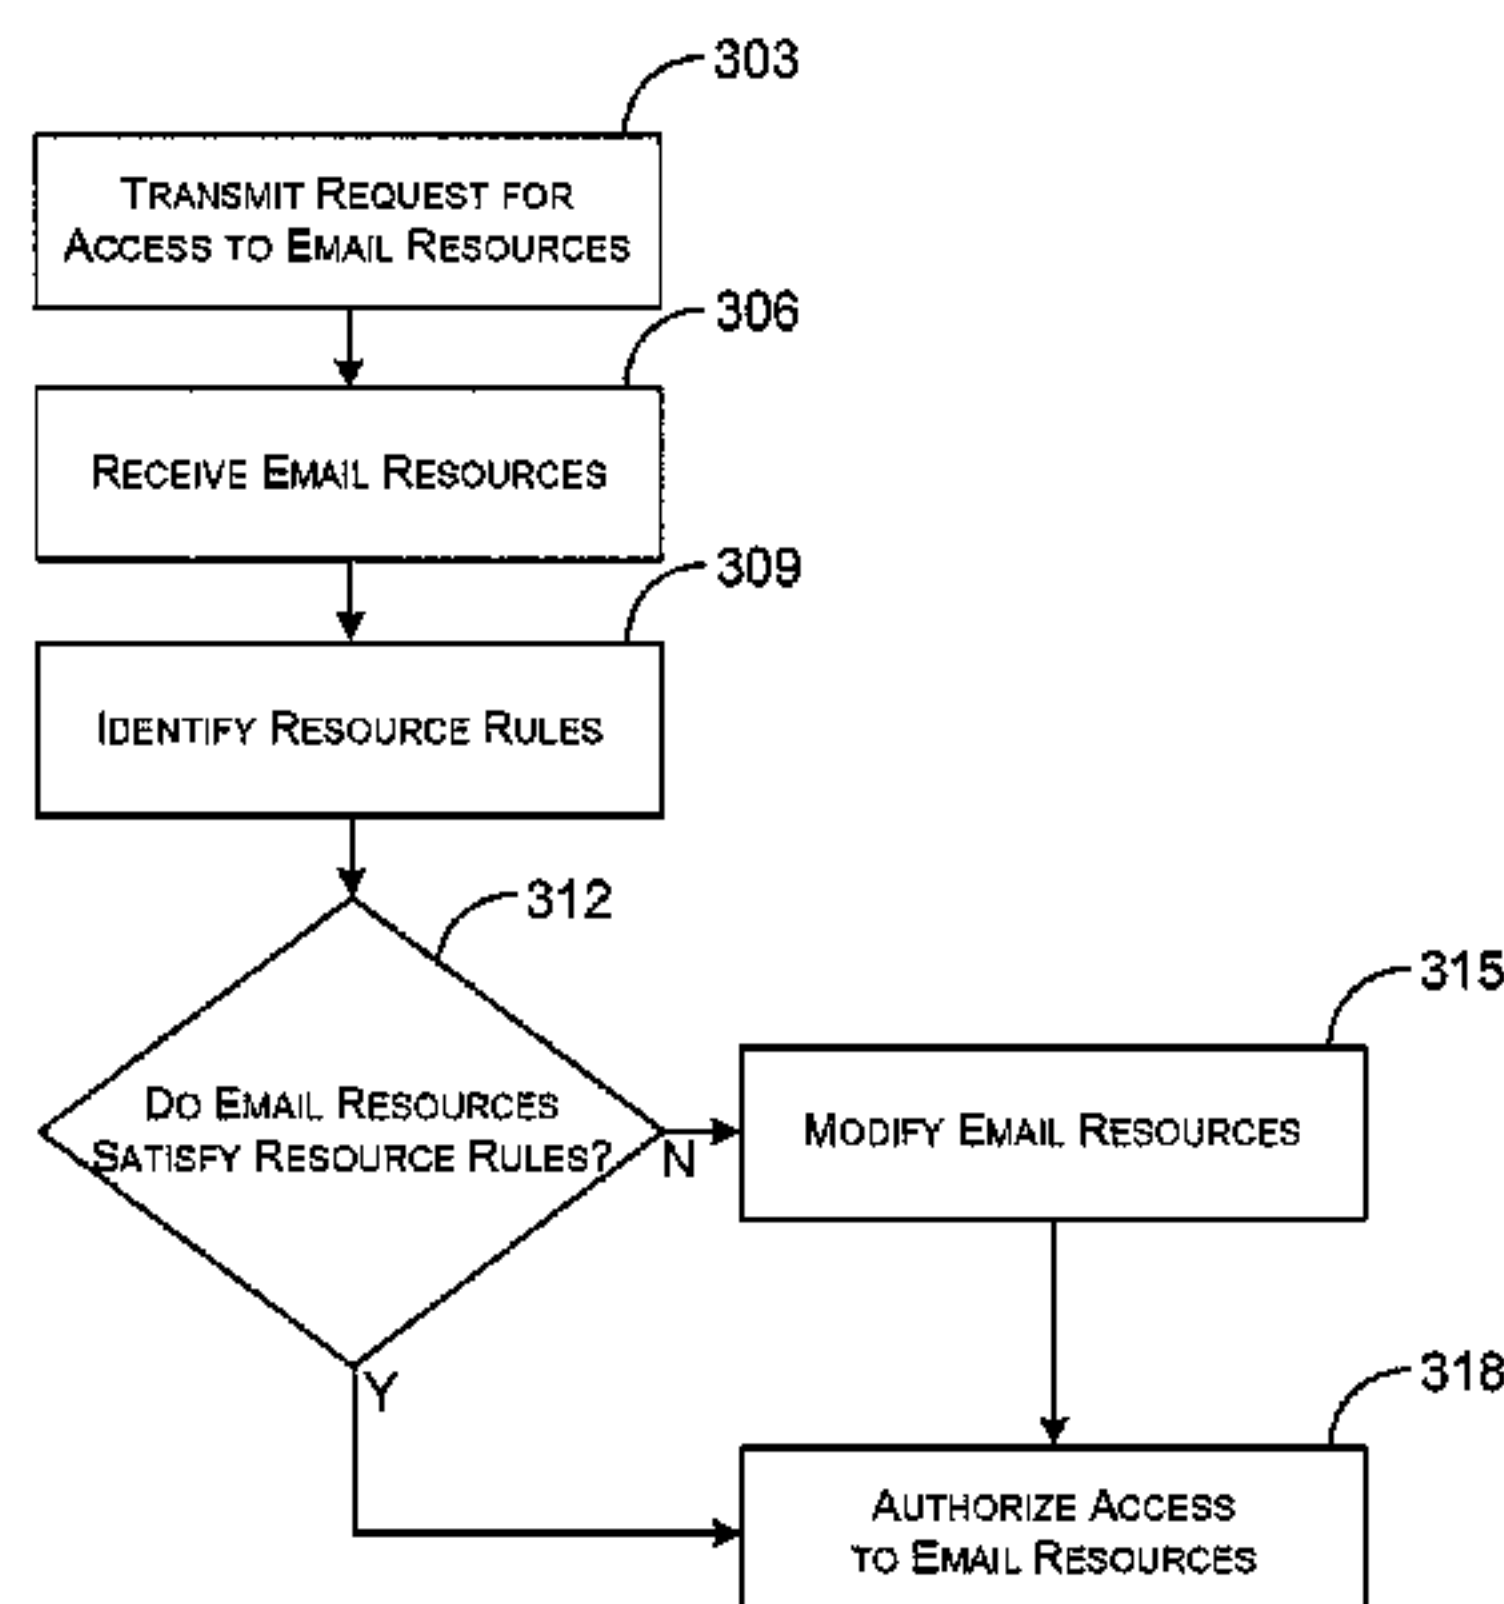 303
TRANSMIT REQUEST FOR
ACCESS TO EMAIL RESOURCES
306
RECEIVE EMAIL RESOURCES
309
IDENTIFY RESOURCE RULES
312
DO EMAIL RESOURCES
SATISFY RESOURCE RULES?
N
315
MODIFY EMAIL RESOURCES
Y
318
AUTHORIZE ACCESS
TO EMAIL RESOURCES